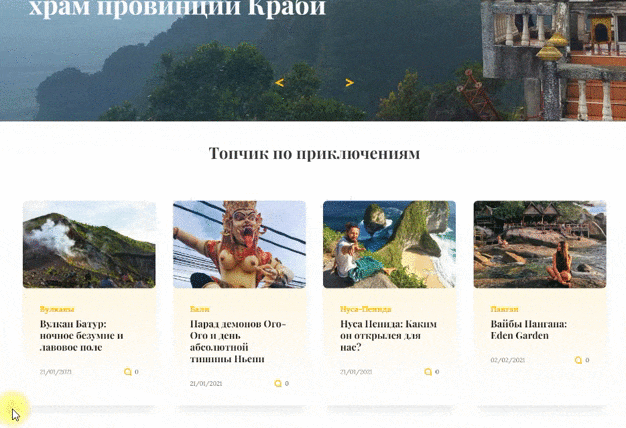 храм провинции Краби
< >
Топчик по приключениям
Вулканы
Вулкан Батур:
ночное безумие и
лавовое поле
21/01/2021 0
Бали
Парад демонов Ого-
Ого и день
абсолютной
тишины Ньепи
21/01/2021 0
Нуса-Пенида
Нуса Пенида: Каким
он открылся для
нас?
21/01/2021 0
Панган
Вайбы Пангана:
Eden Garden
02/02/2021 0